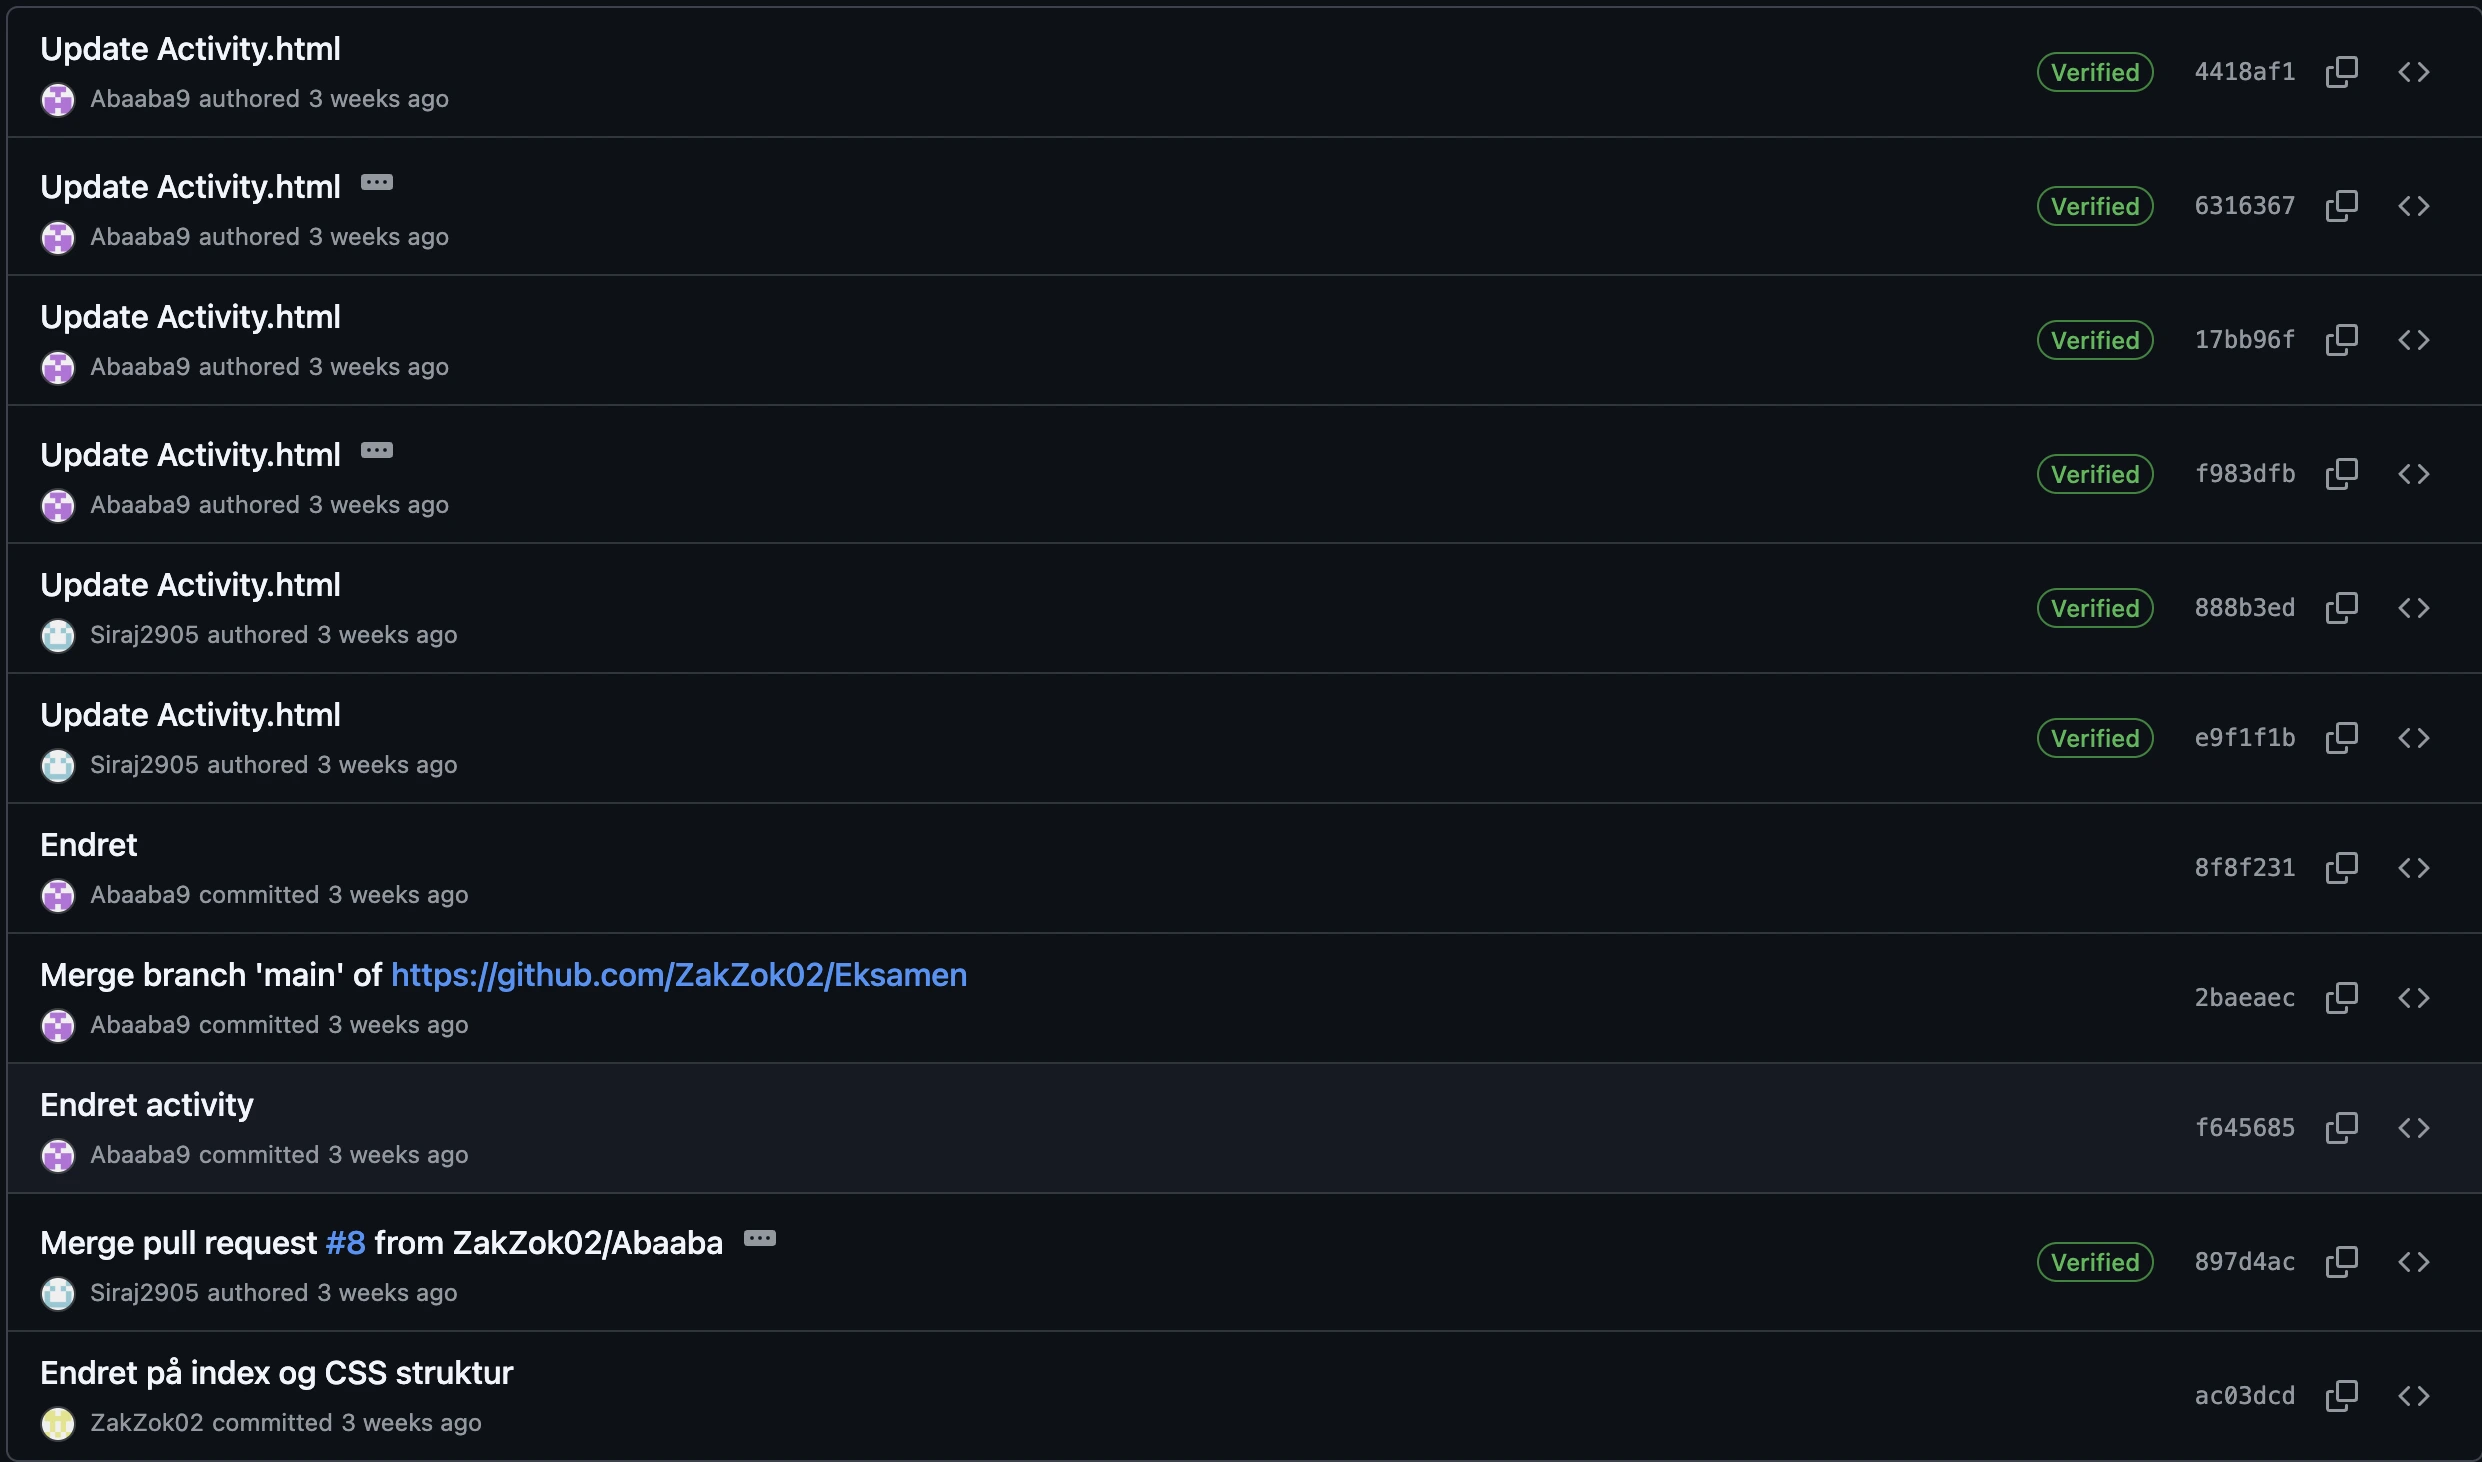 Update Activity.html
Abaaba9 authored 3 weeks ago
Verified 4418af1
Update Activity.html
Abaaba9 authored 3 weeks ago
Verified 6316367
Update Activity.html
Abaaba9 authored 3 weeks ago
Verified 17bb96f
Update Activity.html
Abaaba9 authored 3 weeks ago
Verified f983dfb
Update Activity.html
Siraj2905 authored 3 weeks ago
Verified 888b3ed
Update Activity.html
Siraj2905 authored 3 weeks ago
Verified e9f1f1b
Endret
Abaaba9 committed 3 weeks ago
8f8f231
Merge branch 'main' of https://github.com/ZakZok02/Eksamen
Abaaba9 committed 3 weeks ago
2baeaec
Endret activity
Abaaba9 committed 3 weeks ago
f645685
Merge pull request #8 from ZakZok02/Abaaba
Siraj2905 authored 3 weeks ago
Verified 897d4ac
Endret på index og CSS struktur
ZakZok02 committed 3 weeks ago
ac03dcd